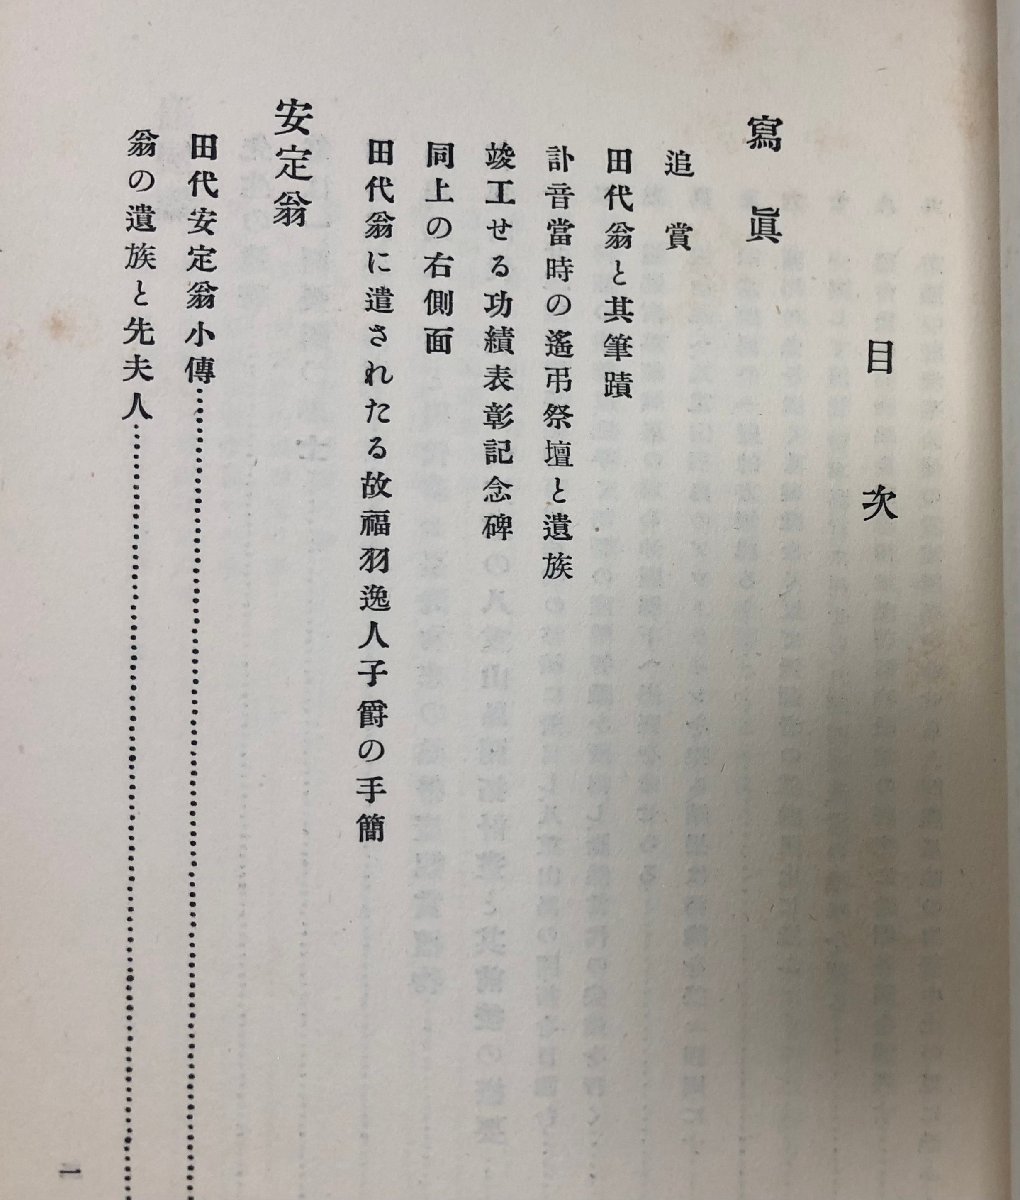 目次
寫眞
追賞
田代翁と其筆蹟
訃音當時の遙弔祭壇と遺族
竣工せる功績表彰記念碑
同上の右側面
田代翁に遣されたる故福羽逸人子爵の手簡
安定翁
田代安定翁小傳
翁の遺族と先夫人
一